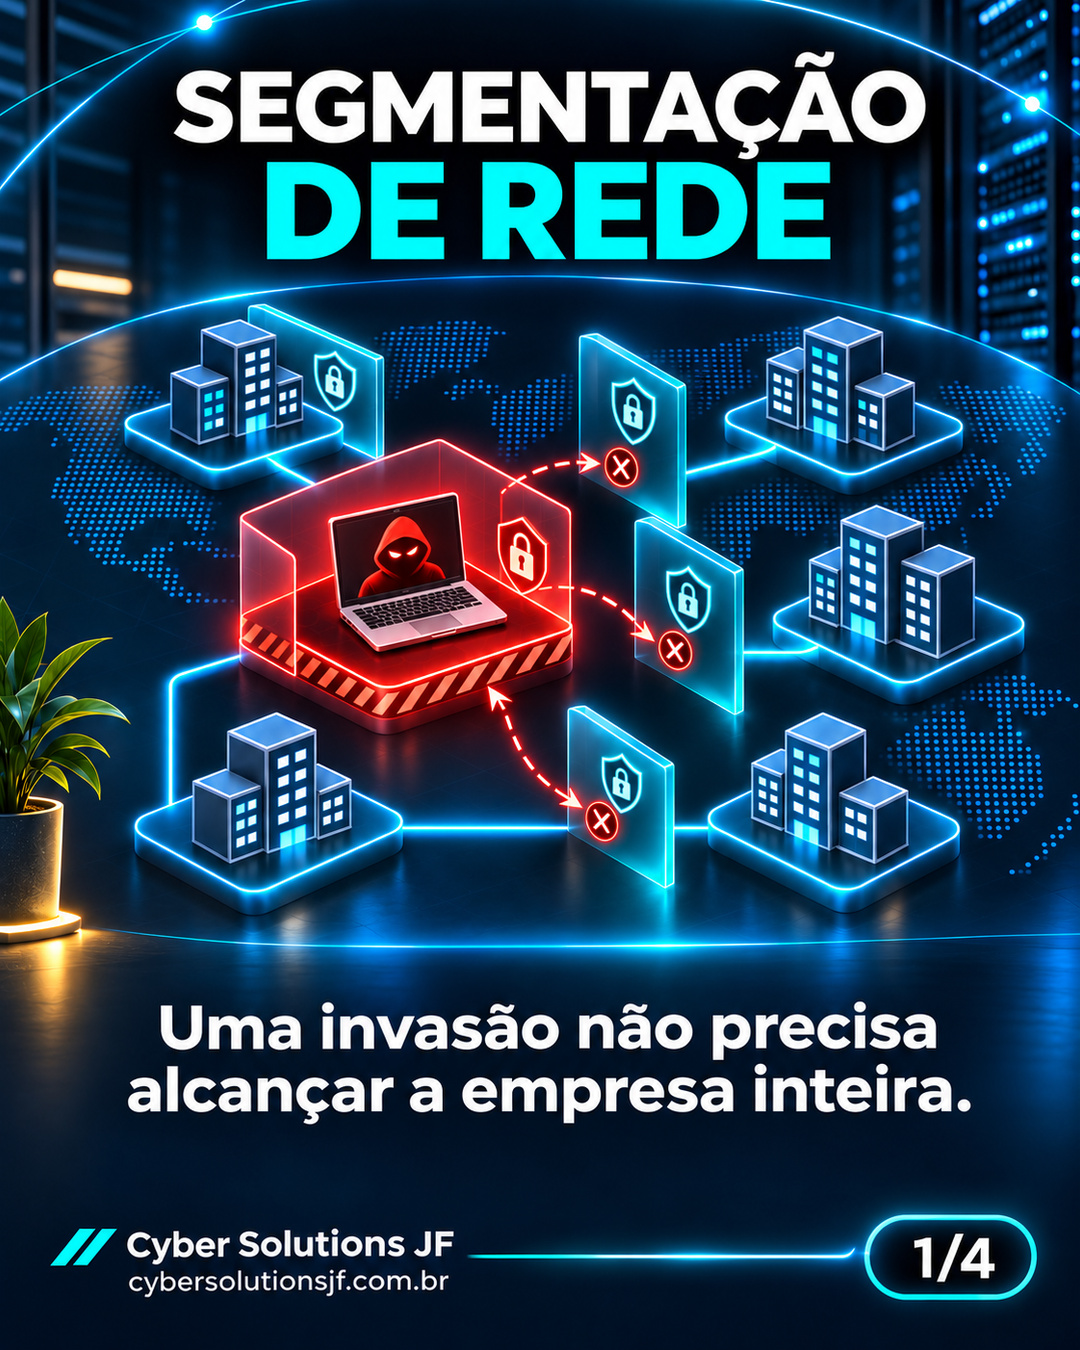 SEGMENTAÇÃO
DE REDE
Uma invasão não precisa
alcançar a empresa inteira.
Cyber Solutions JF
cybersolutionsjf.com.br
1/4